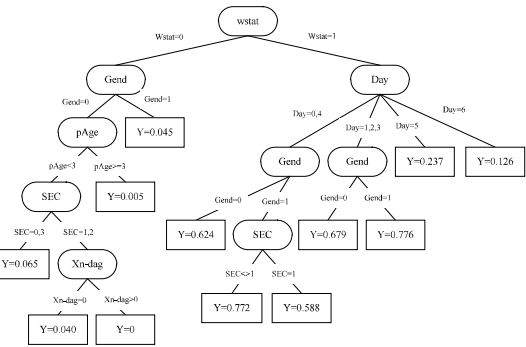 wstat
Wstat=0
Wstat=1
Gend
Day
Gend=0
Gend=1
Day=0,4
Day=1,2,3
Day=5
Day=6
pAge
Y=0.045
Gend
Gend
Y=0.237
Y=0.126
pAge<3
pAge>=3
Gend=0
Gend=1
Gend=0
Gend=1
SEC
Y=0.005
Y=0.624
SEC
Y=0.679
Y=0.776
SEC=0,3
SEC=1,2
Y=0.065
Xn-dag
SEC<>1
SEC=1
Xn-dag=0
Xn-dag>0
Y=0.772
Y=0.588
Y=0.040
Y=0